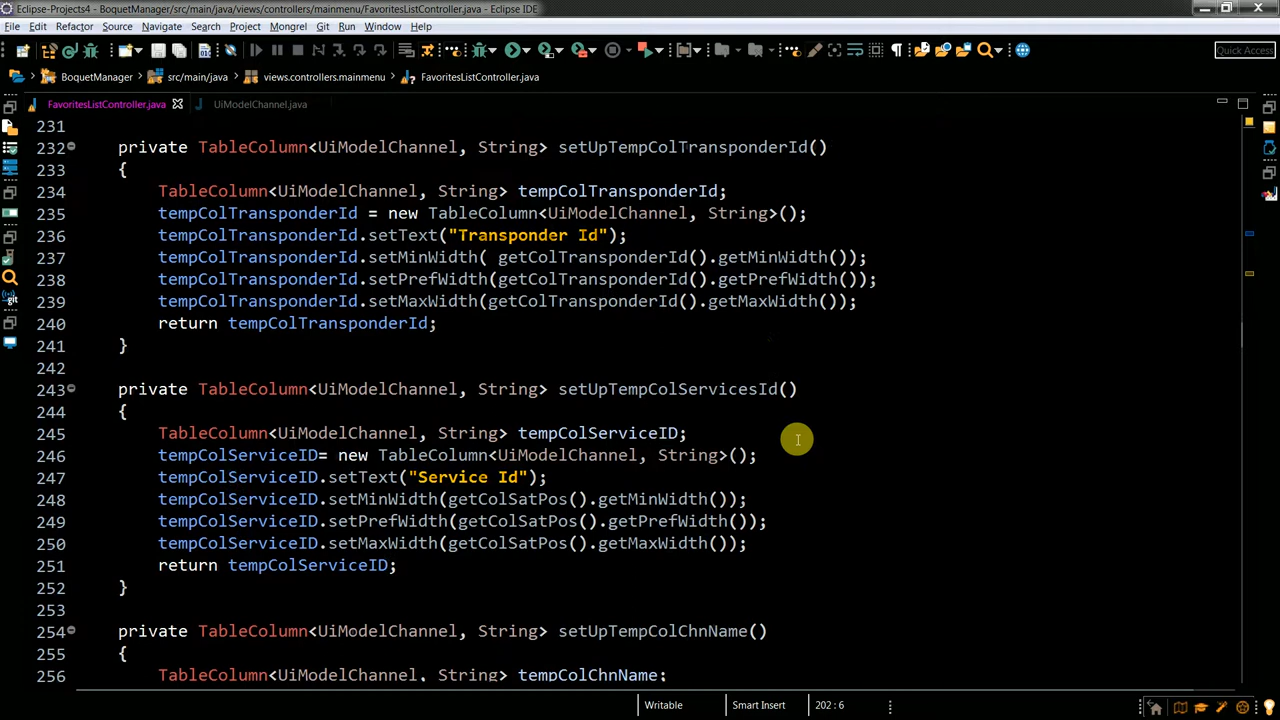 Eclipse-Projects4 - BoquetManager/src/main/java/views/controllers/mainmenu/FavoritesListController.java - Eclipse IDE
File Edit Refactor Source Navigate Search Project Mongrel Git Run Window Help
Quick Access
BoquetManager src/main/java views.controllers.mainmenu FavoritesListController.java
FavoritesListController.java UiModelChannel.java
231
232 private TableColumn<UiModelChannel, String> setUpTempColTransponderId()
233 {
234 TableColumn<UiModelChannel, String> tempColTransponderId;
235 tempColTransponderId = new TableColumn<UiModelChannel, String>();
236 tempColTransponderId.setText("Transponder Id");
237 tempColTransponderId.setMinWidth( getColTransponderId().getMinWidth());
238 tempColTransponderId.setPrefWidth(getColTransponderId().getPrefWidth());
239 tempColTransponderId.setMaxWidth(getColTransponderId().getMaxWidth());
240 return tempColTransponderId;
241 }
242
243 private TableColumn<UiModelChannel, String> setUpTempColServicesId()
244 {
245 TableColumn<UiModelChannel, String> tempColServiceID;
246 tempColServiceID= new TableColumn<UiModelChannel, String>();
247 tempColServiceID.setText("Service Id");
248 tempColServiceID.setMinWidth(getColSatPos().getMinWidth());
249 tempColServiceID.setPrefWidth(getColSatPos().getPrefWidth());
250 tempColServiceID.setMaxWidth(getColSatPos().getMaxWidth());
251 return tempColServiceID;
252 }
253
254 private TableColumn<UiModelChannel, String> setUpTempColChnName()
255 {
256 TableColumn<UiModelChannel, String> tempColChnName;
Writable Smart Insert 202 : 6